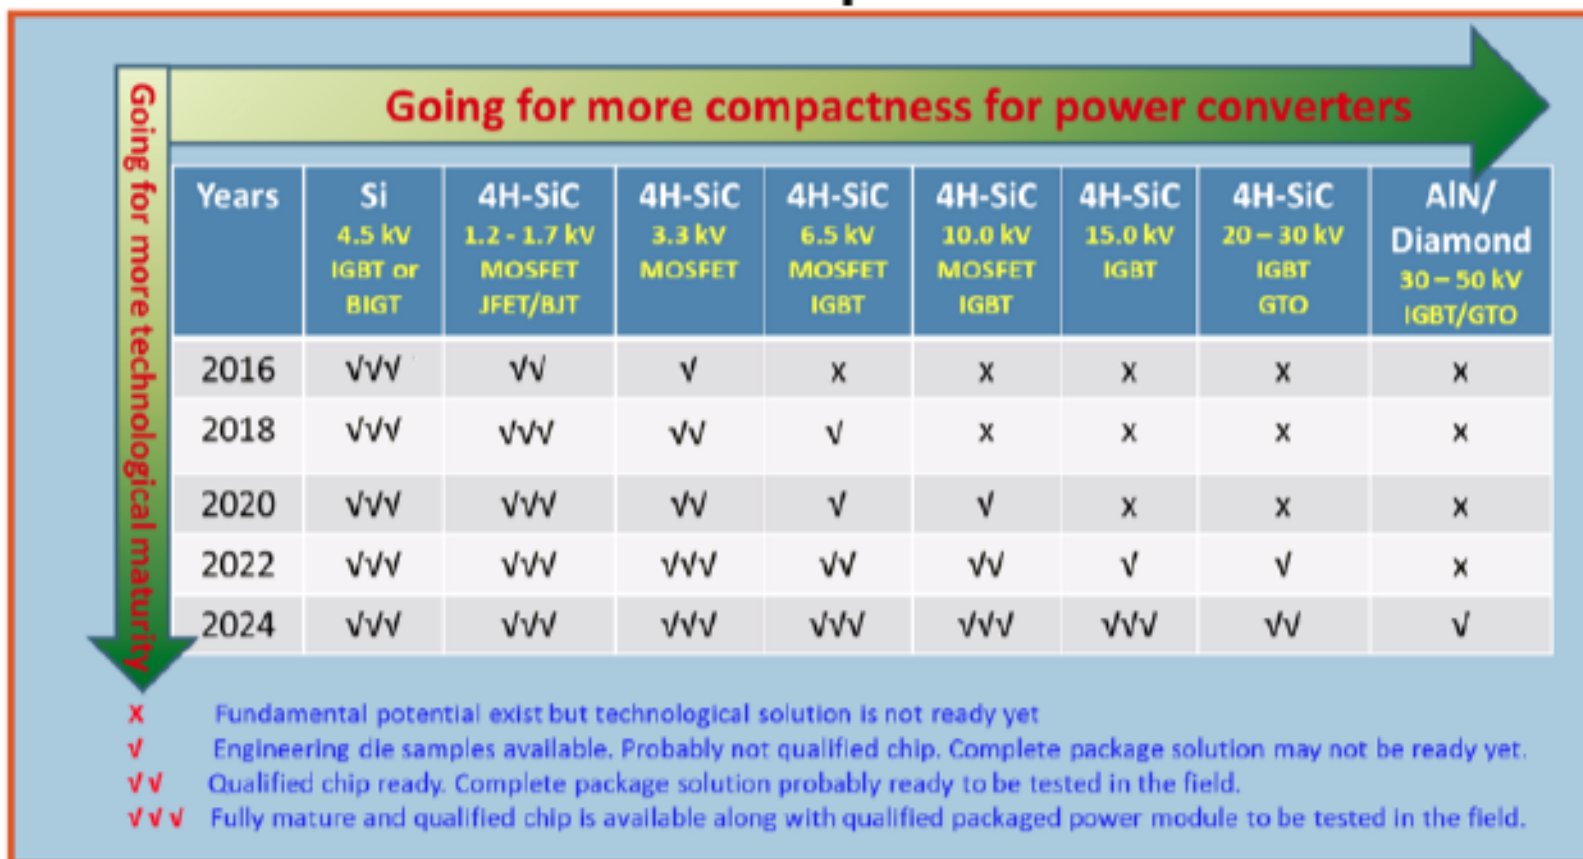 Going for more compactness for power converters
Going for more technological maturity
Years Si 4H-SiC 4H-SiC 4H-SiC 4H-SiC 4H-SiC 4H-SiC AlN/
4.5 kV 1.2 - 1.7 kV 3.3 kV 6.5 kV 10.0 kV 15.0 kV 20 – 30 kV Diamond
IGBT or MOSFET MOSFET MOSFET MOSFET IGBT IGBT 30 – 50 kV
BIGT JFET/BJT IGBT IGBT GTO IGBT/GTO
2016 √√√ √√ √ x x x x x
2018 √√√ √√√ √√ √ x x x x
2020 √√√ √√√ √√ √ √ x x x
2022 √√√ √√√ √√√ √√ √√ √ √ x
2024 √√√ √√√ √√√ √√√ √√√ √√√ √√ √
X Fundamental potential exist but technological solution is not ready yet
√ Engineering die samples available. Probably not qualified chip. Complete package solution may not be ready yet.
√√ Qualified chip ready. Complete package solution probably ready to be tested in the field.
√√√ Fully mature and qualified chip is available along with qualified packaged power module to be tested in the field.